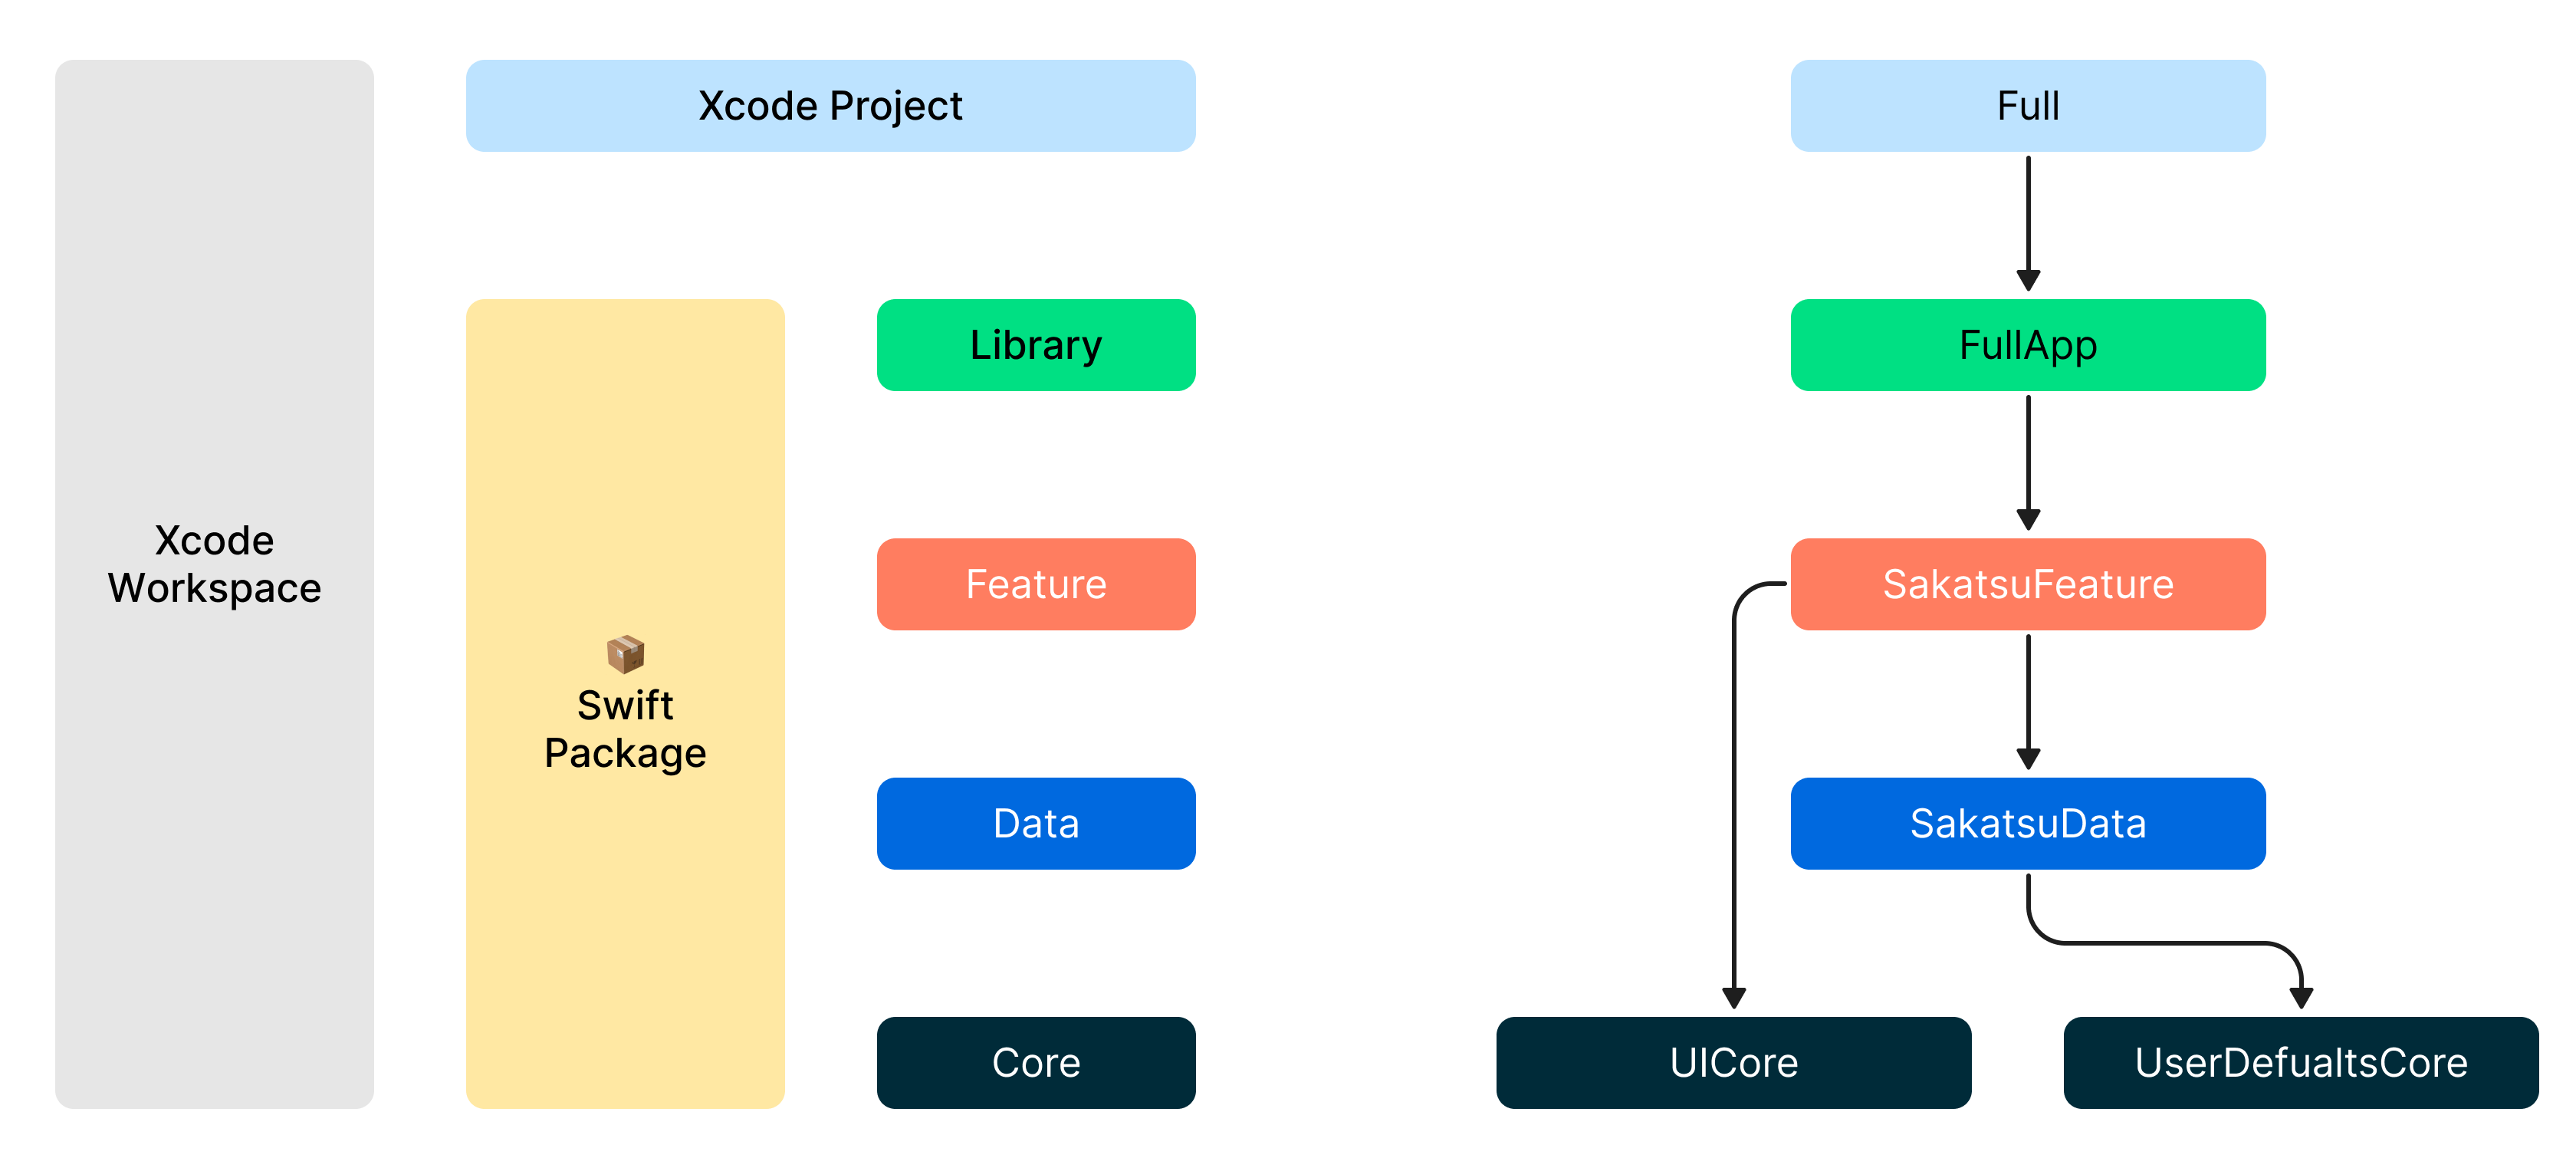 Xcode Project
Full
Library
FullApp
Xcode
Workspace
Feature
SakatsuFeature
Swift
Package
Data
SakatsuData
Core
UICore
UserDefualtsCore